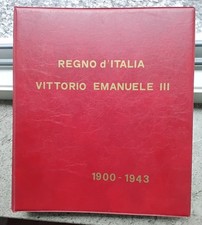 REGNO d'ITALIA
VITTORIO EMANUELE III
1900-1943